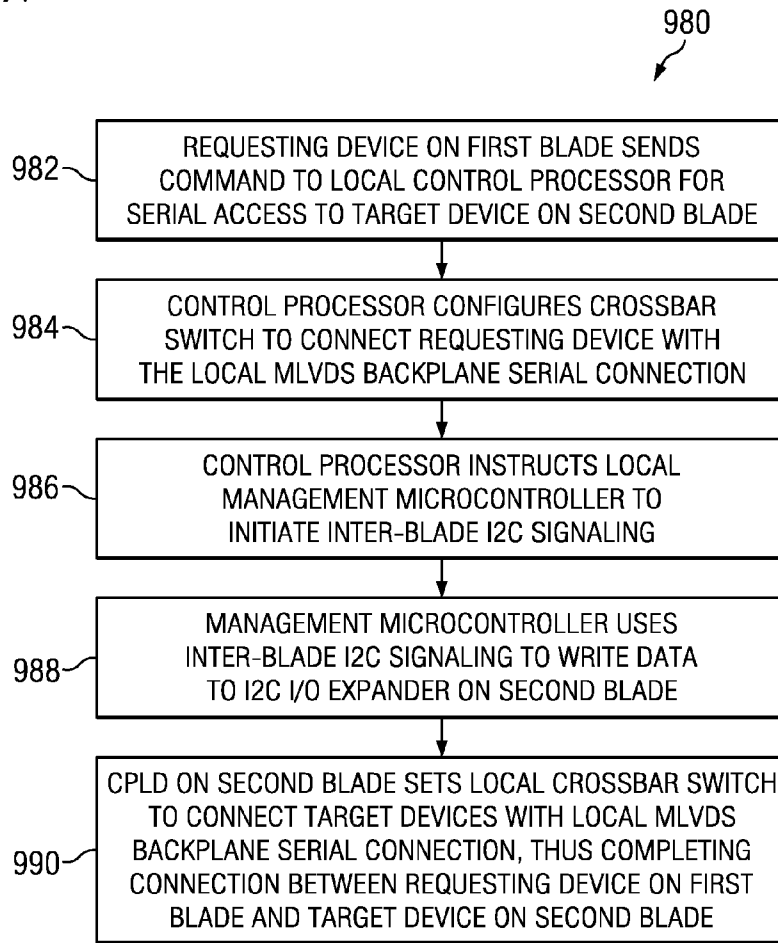 980
982
REQUESTING DEVICE ON FIRST BLADE SENDS
COMMAND TO LOCAL CONTROL PROCESSOR FOR
SERIAL ACCESS TO TARGET DEVICE ON SECOND BLADE
984
CONTROL PROCESSOR CONFIGURES CROSSBAR
SWITCH TO CONNECT REQUESTING DEVICE WITH
THE LOCAL MLVDS BACKPLANE SERIAL CONNECTION
986
CONTROL PROCESSOR INSTRUCTS LOCAL
MANAGEMENT MICROCONTROLLER TO
INITIATE INTER-BLADE I2C SIGNALING
988
MANAGEMENT MICROCONTROLLER USES
INTER-BLADE I2C SIGNALING TO WRITE DATA
TO I2C I/O EXPANDER ON SECOND BLADE
990
CPLD ON SECOND BLADE SETS LOCAL CROSSBAR SWITCH
TO CONNECT TARGET DEVICES WITH LOCAL MLVDS
BACKPLANE SERIAL CONNECTION, THUS COMPLETING
CONNECTION BETWEEN REQUESTING DEVICE ON FIRST
BLADE AND TARGET DEVICE ON SECOND BLADE